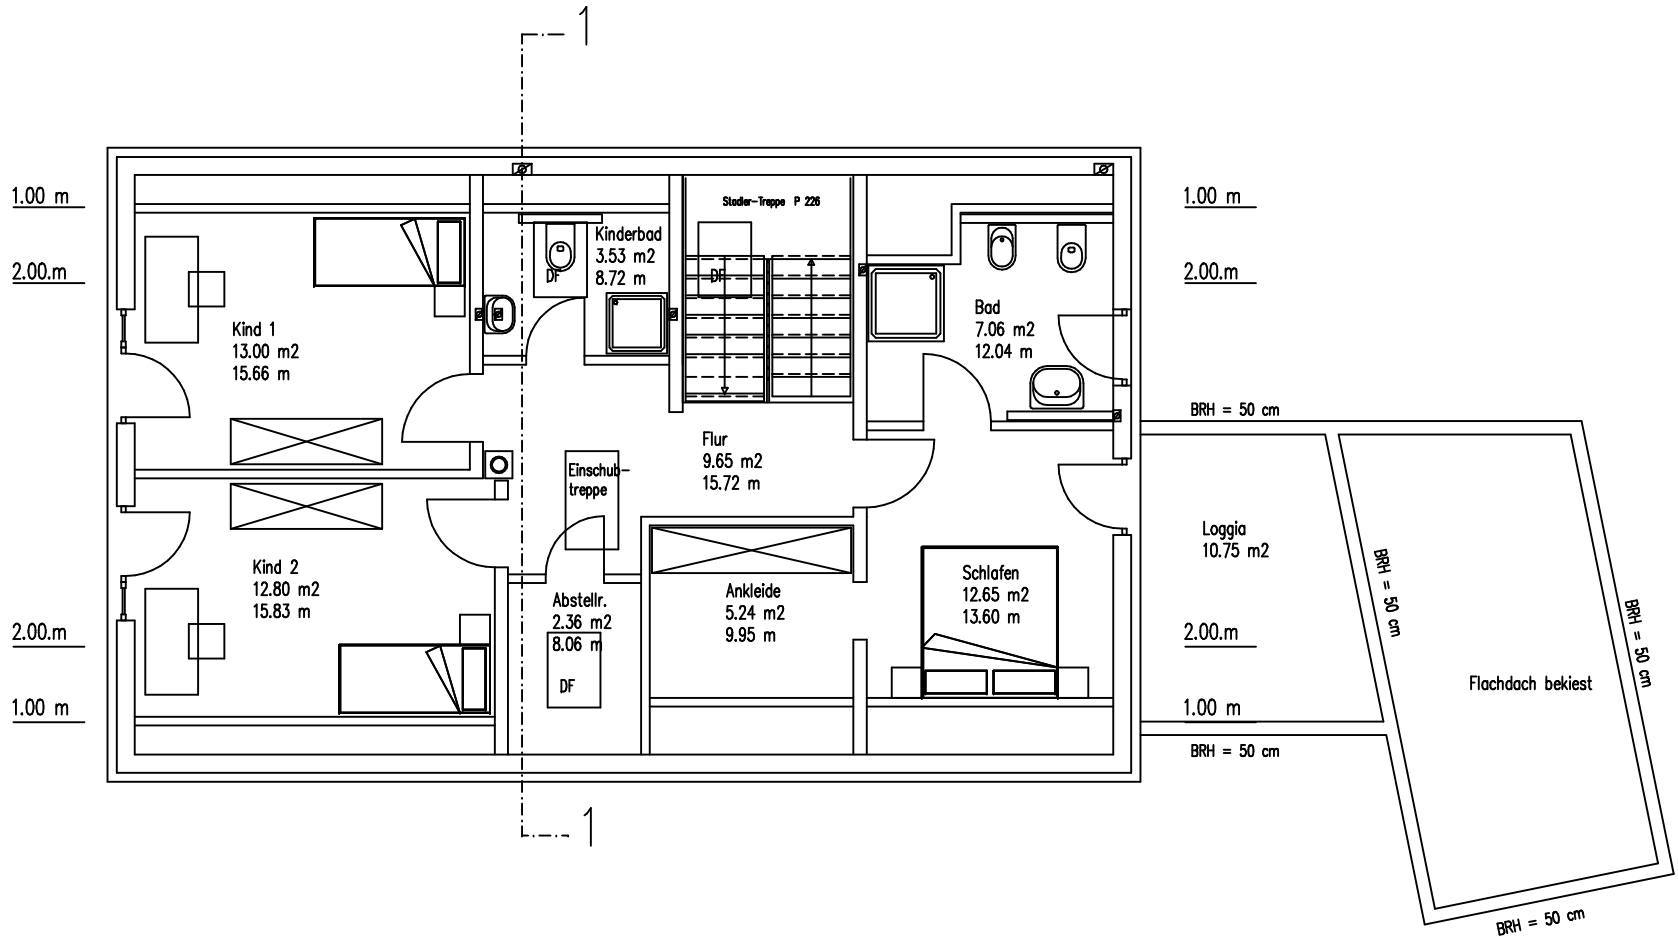 1
1.00 m
1.00 m
Stadler-Treppe P 226
Kinderbad
3.53 m2
8.72 m
DF
DF
2.00.m
2.00.m
Kind 1
13.00 m2
15.66 m
Bad
7.06 m2
12.04 m
BRH = 50 cm
Flur
9.65 m2
15.72 m
Einschub-
treppe
Loggia
10.75 m2
Kind 2
12.80 m2
15.83 m
Abstellr.
2.36 m2
8.06 m
DF
Ankleide
5.24 m2
9.95 m
Schlafen
12.65 m2
13.60 m
BRH = 50 cm
BRH = 50 cm
2.00.m
2.00.m
Flachdach bekiest
1.00 m
1.00 m
BRH = 50 cm
1
BRH = 50 cm